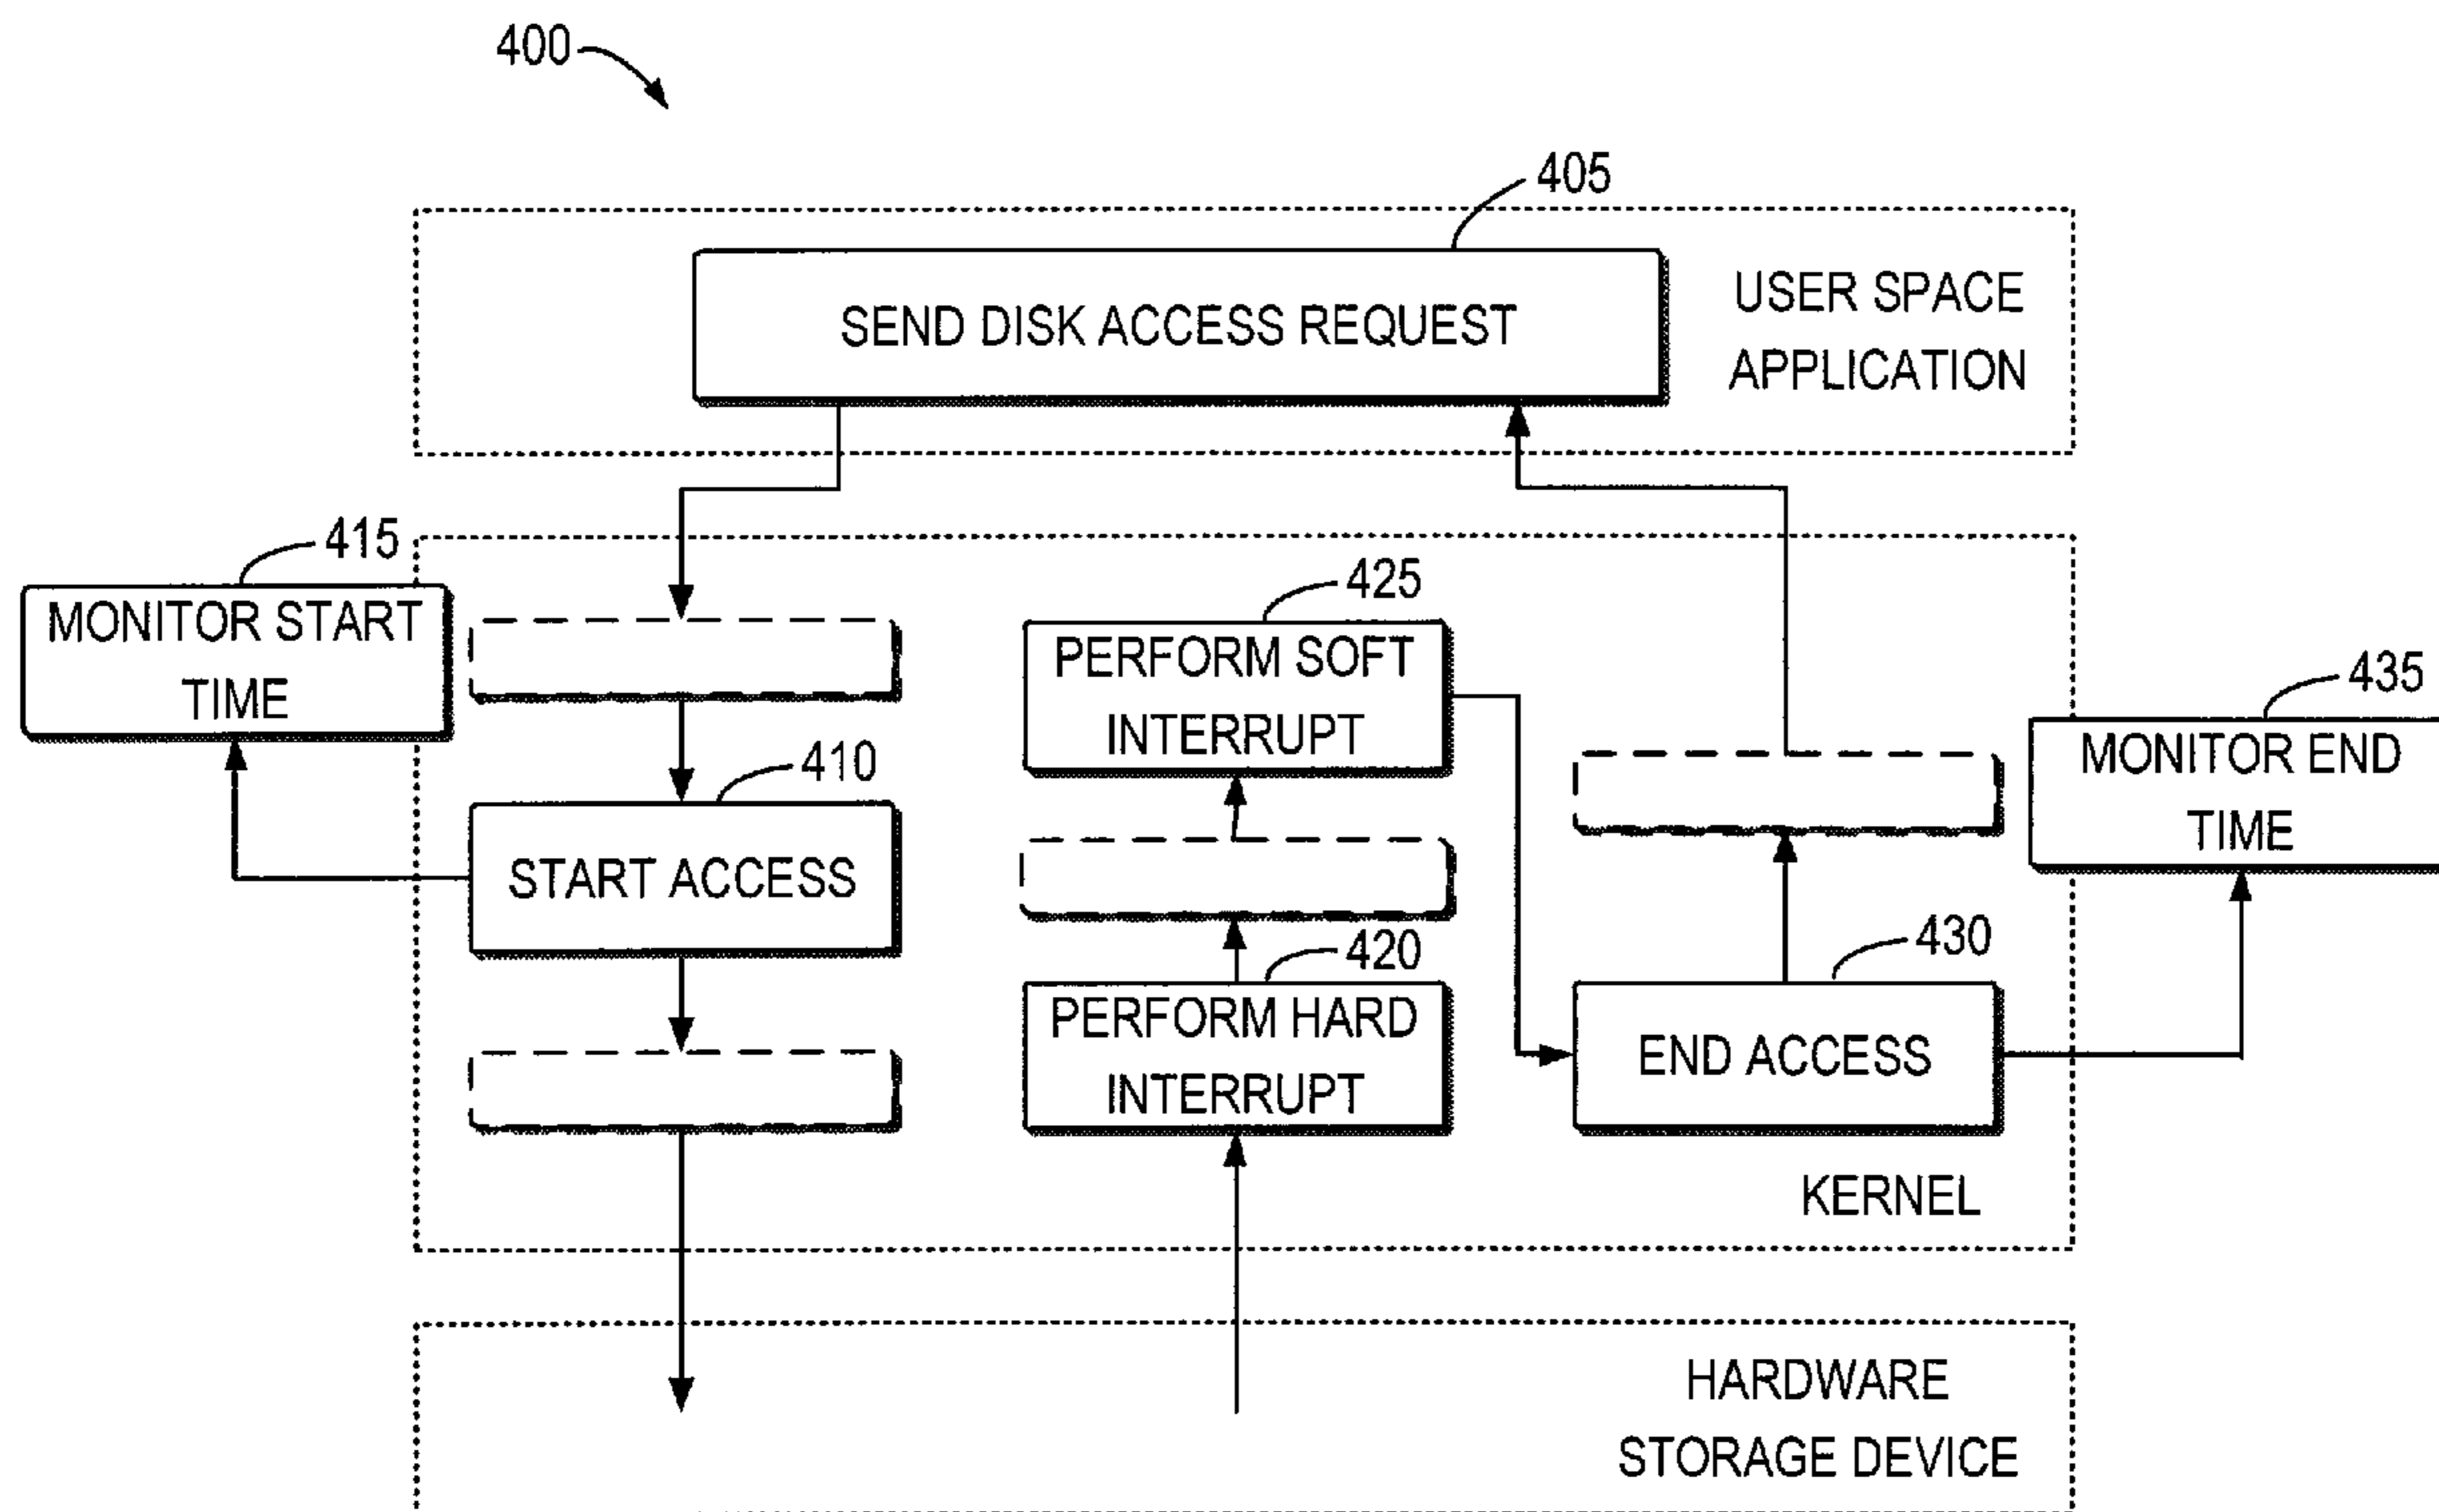 400
405
SEND DISK ACCESS REQUEST
USER SPACE
APPLICATION
415
MONITOR START
TIME
425
PERFORM SOFT
INTERRUPT
435
MONITOR END
TIME
410
START ACCESS
420
PERFORM HARD
INTERRUPT
430
END ACCESS
KERNEL
HARDWARE
STORAGE DEVICE